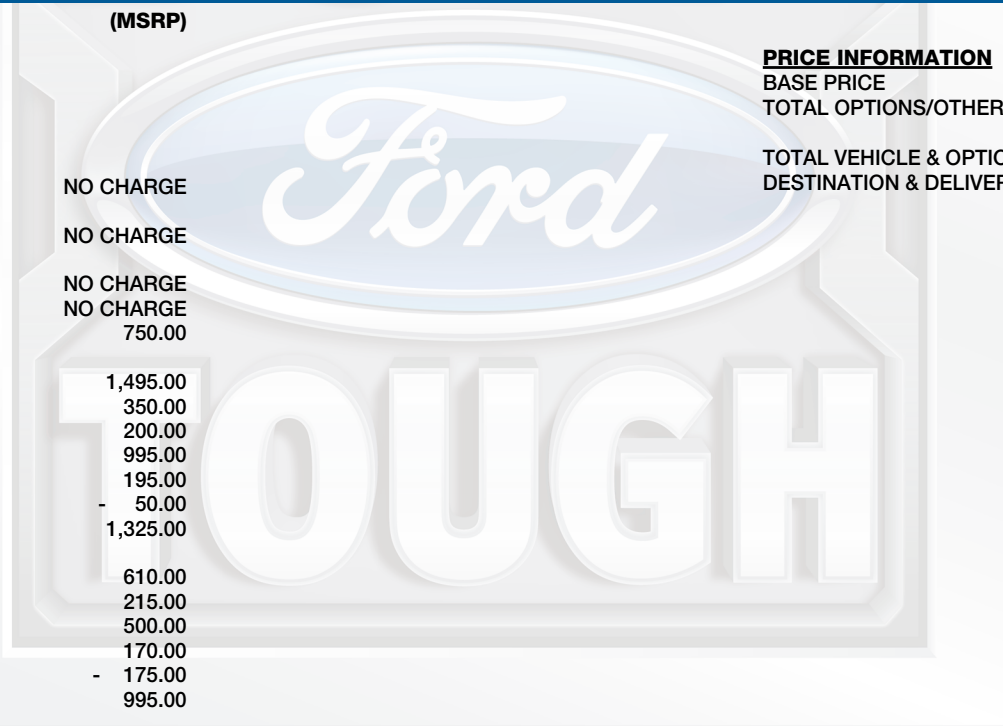 (MSRP)
PRICE INFORMATION
BASE PRICE
TOTAL OPTIONS/OTHER
TOTAL VEHICLE & OPTIO
DESTINATION & DELIVER
NO CHARGE
NO CHARGE
NO CHARGE
NO CHARGE
750.00
1,495.00
350.00
200.00
995.00
195.00
- 50.00
1,325.00
610.00
215.00
500.00
170.00
- 175.00
995.00
Ford
TOUGH